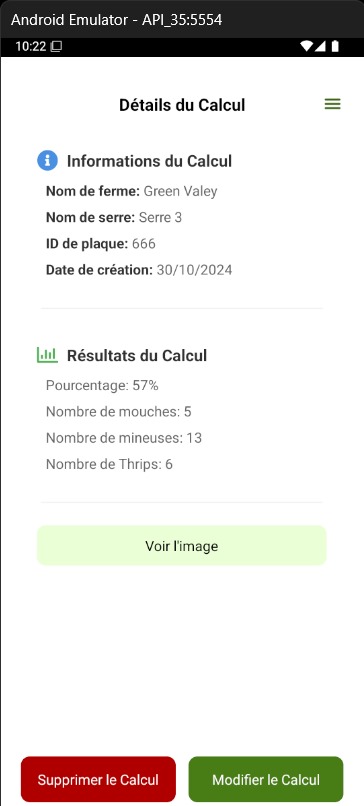 Android Emulator - API_35:5554
10:22
Détails du Calcul
Informations du Calcul
Nom de ferme: Green Valey
Nom de serre: Serre 3
ID de plaque: 666
Date de création: 30/10/2024
Résultats du Calcul
Pourcentage: 57%
Nombre de mouches: 5
Nombre de mineuses: 13
Nombre de Thrips: 6
Voir l'image
Supprimer le Calcul
Modifier le Calcul